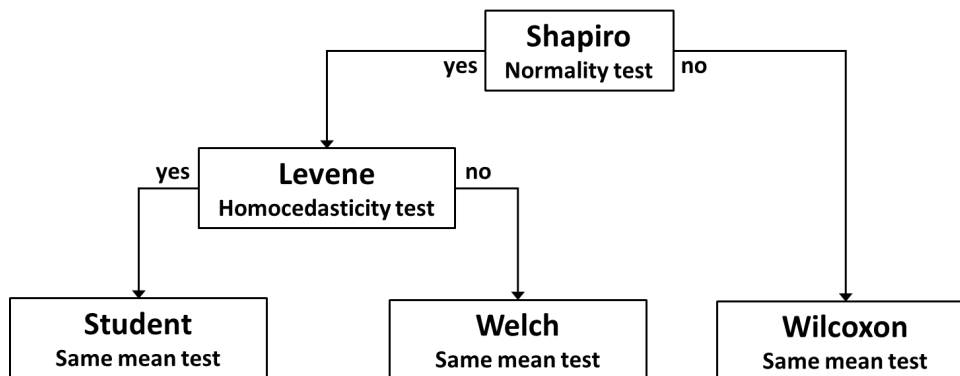 Shapiro
Normality test
yes
no
Levene
Homocedasticity test
yes
no
Student
Same mean test
Welch
Same mean test
Wilcoxon
Same mean test